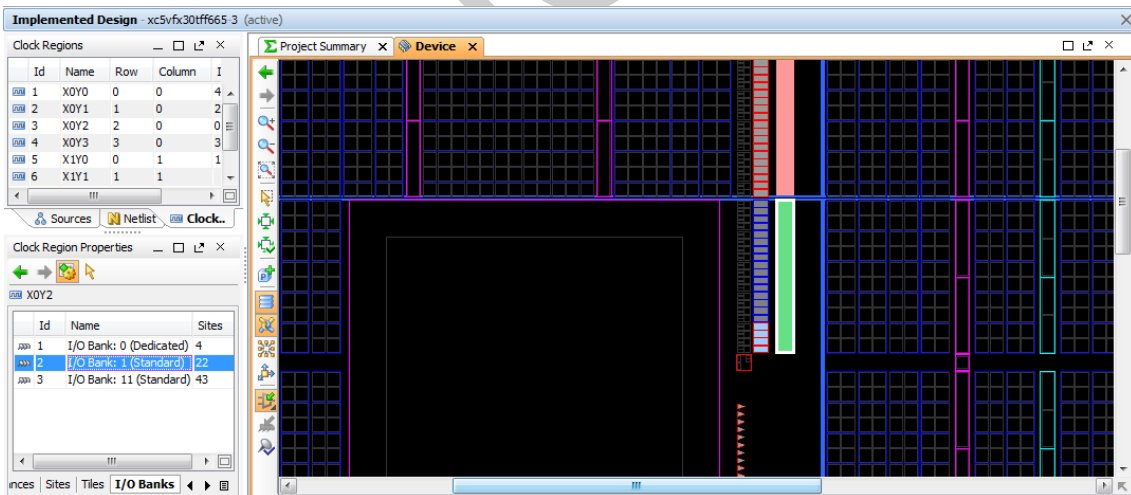 Implemented Design - xc5vfx30tff665-3 (active)
Clock Regions
Id Name Row Column I
1 X0Y0 0 0 4
2 X0Y1 1 0 2
3 X0Y2 2 0 0
4 X0Y3 3 0 3
5 X1Y0 0 1 1
6 X1Y1 1 1
Sources Netlist Clock..
Clock Region Properties
X0Y2
Id Name Sites
1 I/O Bank: 0 (Dedicated) 4
2 I/O Bank: 1 (Standard) 22
3 I/O Bank: 11 (Standard) 43
nces Sites Tiles I/O Banks
Project Summary Device